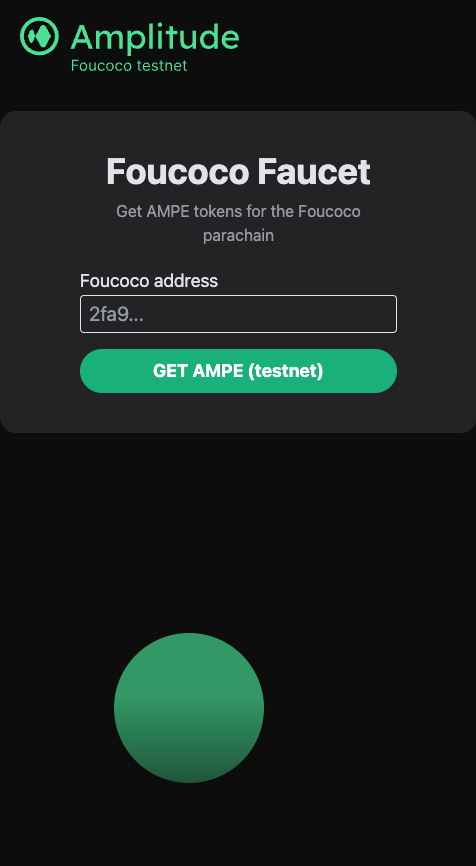 Amplitude
Foucoco testnet
Foucoco Faucet
Get AMPE tokens for the Foucoco
parachain
Foucoco address
2fa9...
GET AMPE (testnet)